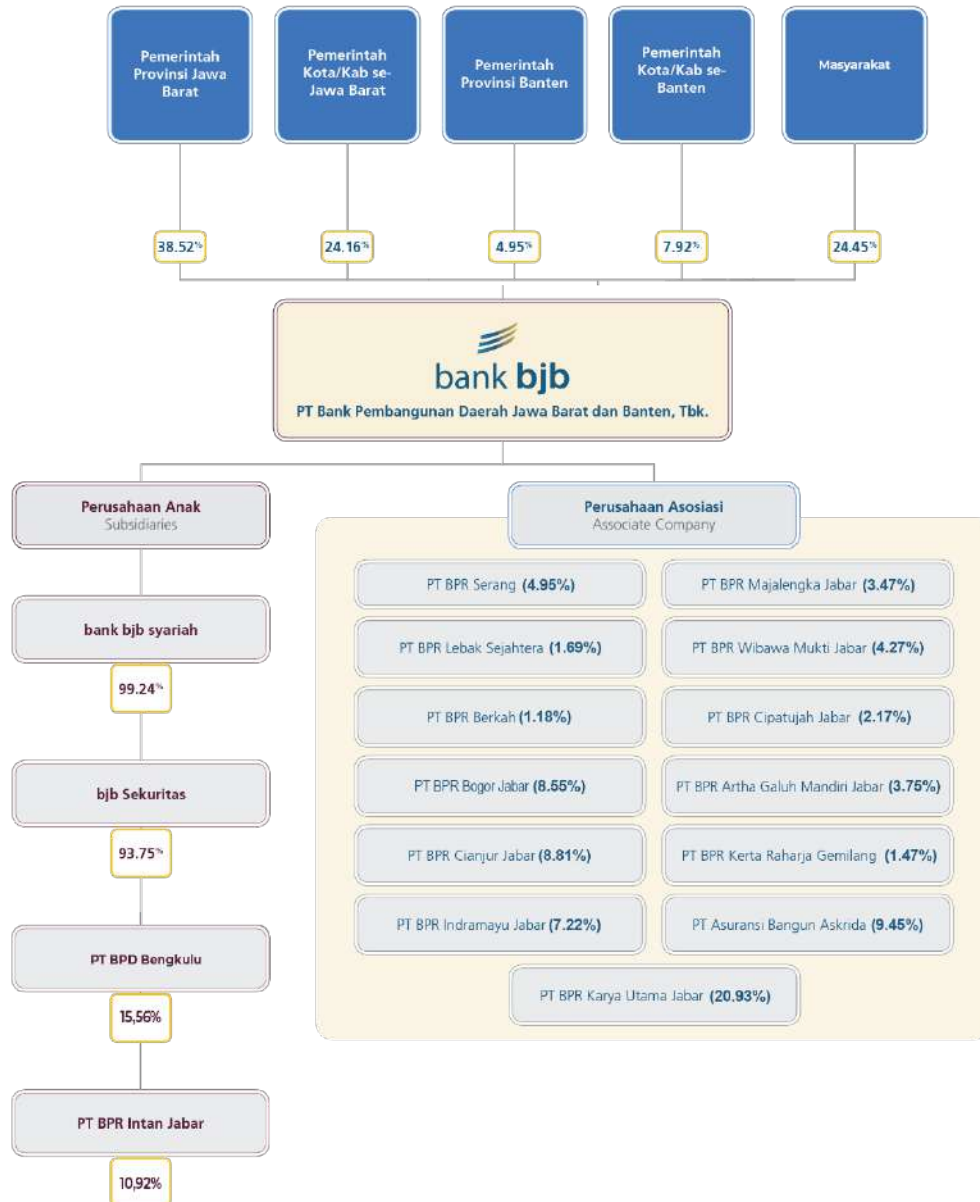 Pemerintah
Provinsi Jawa
Barat
Pemerintah
Kota/Kab se-
Jawa Barat
Pemerintah
Provinsi Banten
Pemerintah
Kota/Kab se-
Banten
Masyarakat
38.52%
24.16%
4.95%
7.92%
24.45%
bank bjb
PT Bank Pembangunan Daerah Jawa Barat dan Banten, Tbk.
Perusahaan Anak
Subsidiaries
bank bjb syariah
99.24%
bjb Sekuritas
93.75%
PT BPD Bengkulu
15,56%
PT BPR Intan Jabar
10,92%
Perusahaan Asosiasi
Associate Company
PT BPR Serang (4.95%)
PT BPR Majalengka Jabar (3.47%)
PT BPR Lebak Sejahtera (1.69%)
PT BPR Wibawa Mukti Jabar (4.27%)
PT BPR Berkah (1.18%)
PT BPR Cipatujah Jabar (2.17%)
PT BPR Bogor Jabar (8.55%)
PT BPR Artha Galuh Mandiri Jabar (3.75%)
PT BPR Cianjur Jabar (8.81%)
PT BPR Kerta Raharja Gemilang (1.47%)
PT BPR Indramayu Jabar (7.22%)
PT Asuransi Bangun Askrida (9.45%)
PT BPR Karya Utama Jabar (20.93%)